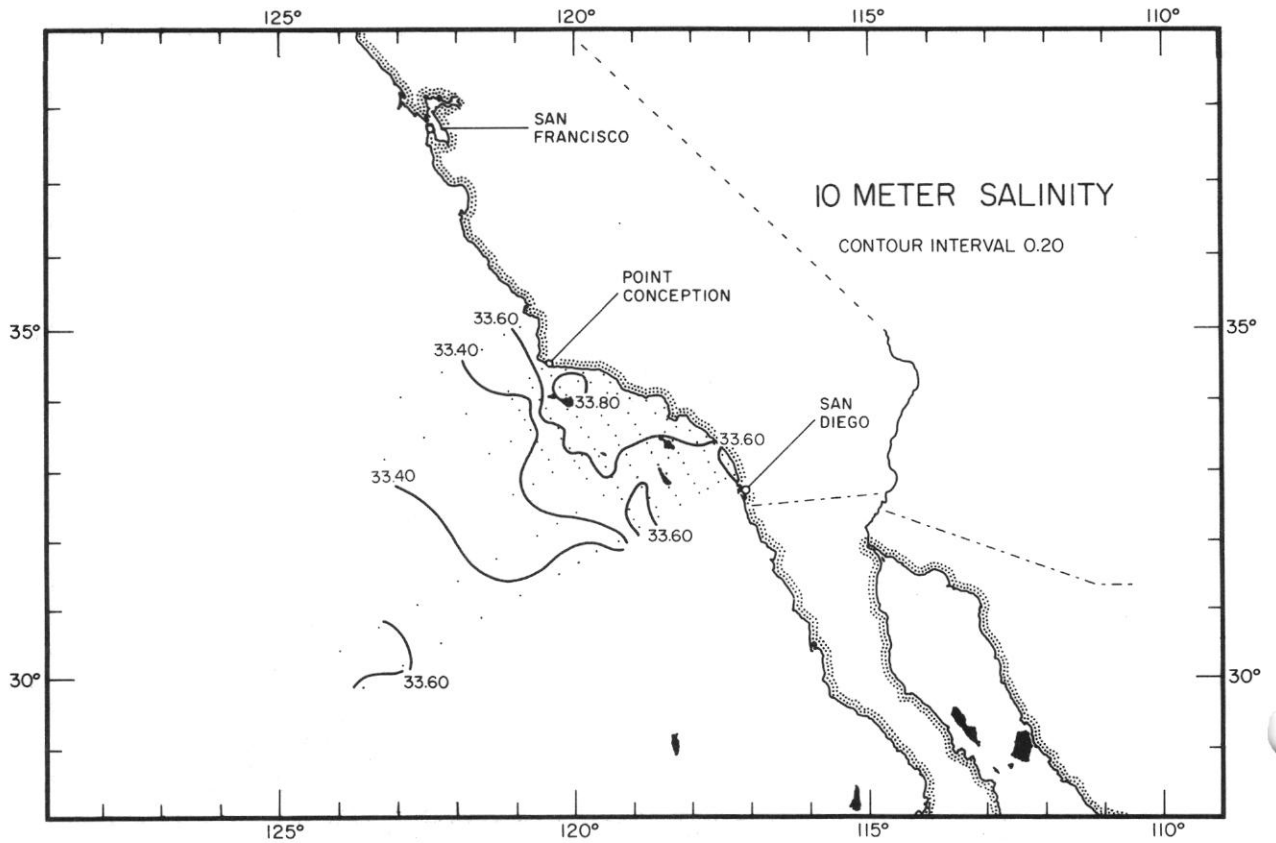 125°
120°
115°
110°
SAN
FRANCISCO
10 METER SALINITY
CONTOUR INTERVAL 0.20
POINT
CONCEPTION
35°
35°
33.60
33.40
33.80
SAN
DIEGO
33.60
33.40
33.60
30°
30°
33.60
125°
120°
115°
110°